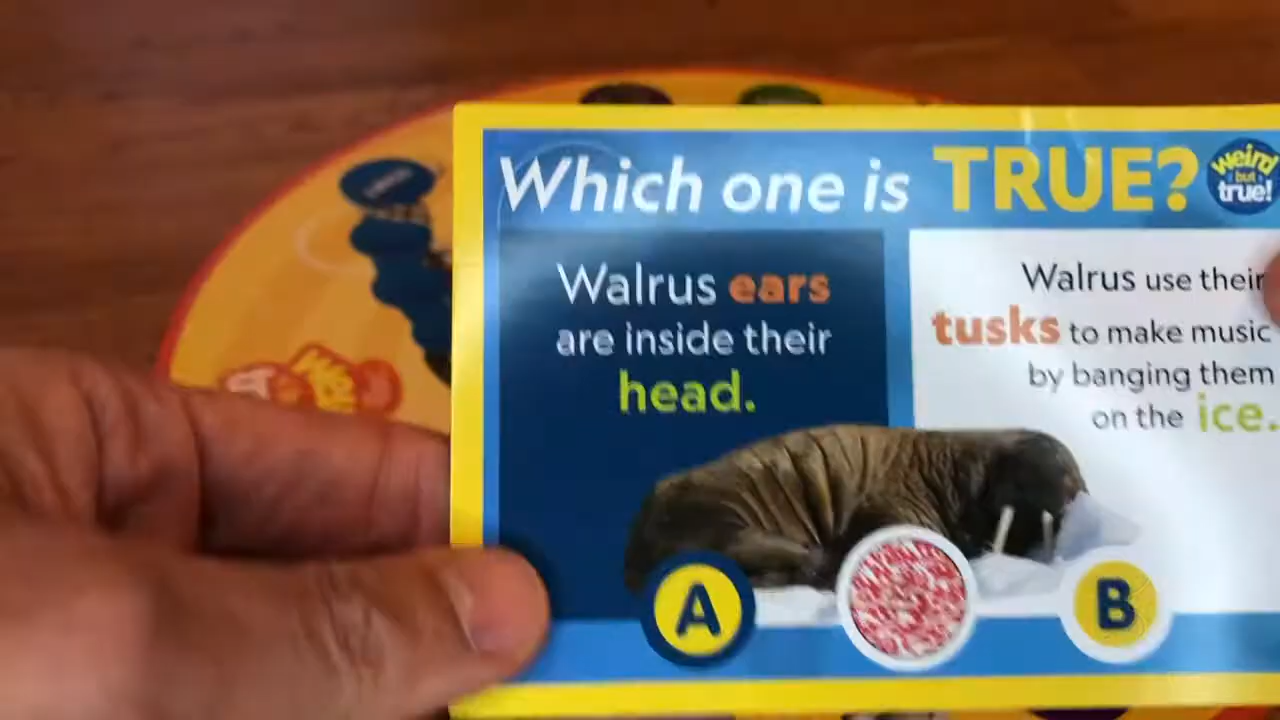 Which one is TRUE?
weird
but
true!
Walrus ears
are inside their
head.
Walrus use their
tusks to make music
by banging them
on the ice.
A
B